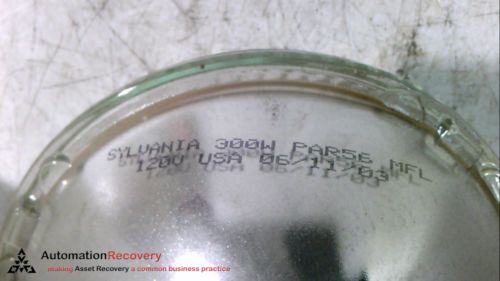 SYLVANIA 300W PAR56 MFL
120V USA 06/11/03
AutomationRecovery
making Asset Recovery a common business practice